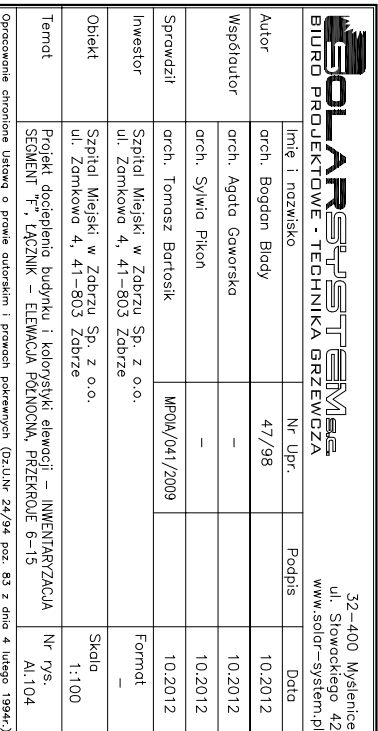 SOLARSYSTEM s.c.
BIURO PROJEKTOWE - TECHNIKA GRZEWCZA
32-400 Myślenice
ul. Słowackiego 42
www.solar-system.pl
Imię i nazwisko Nr Upr. Podpis Data
Autor arch. Bogdan Blady 47/98 10.2012
Współautor arch. Agata Gaworska – 10.2012
arch. Sylwia Pikoń – 10.2012
Sprawdził arch. Tomasz Bartosik MPOIA/041/2009 10.2012
Inwestor Szpital Miejski w Zabrzu Sp. z o.o. Format
ul. Zamkowa 4, 41-803 Zabrze –
Obiekt Szpital Miejski w Zabrzu Sp. z o.o. Skala
ul. Zamkowa 4, 41-803 Zabrze 1:100
Temat Projekt docieplenia budynku i kolorystyki elewacji – INWENTARYZACJA Nr rys.
SEGMENT "F", ŁĄCZNIK – ELEWACJA PÓŁNOCNA, PRZEKROJE 6-15 AI.104
Opracowanie chronione Ustawą o prawie autorskim i prawach pokrewnych (Dz.U.Nr 24/94 poz. 83 z dnia 4 lutego 1994r.)